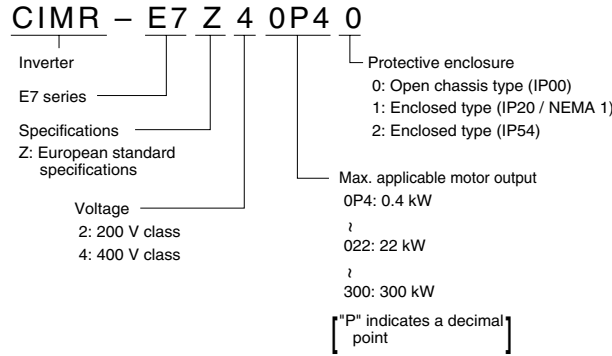 CIMR – E7 Z 4 0P4 0
Inverter
E7 series
Specifications
Z: European standard
specifications
Voltage
2: 200 V class
4: 400 V class
Protective enclosure
0: Open chassis type (IP00)
1: Enclosed type (IP20 / NEMA 1)
2: Enclosed type (IP54)
Max. applicable motor output
0P4: 0.4 kW
~
022: 22 kW
~
300: 300 kW
["P" indicates a decimal
point]